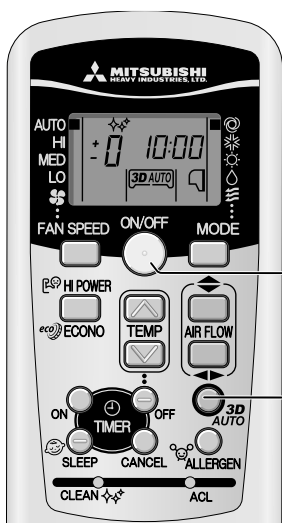 MITSUBISHI
HEAVY INDUSTRIES, LTD.
AUTO
HI
MED
LO
+
- 0 10:00
3D AUTO
FAN SPEED ON/OFF MODE
HI POWER
eco ECONO
TEMP
AIR FLOW
ON
TIMER
OFF
3D
AUTO
SLEEP CANCEL ALLERGEN
CLEAN ACL